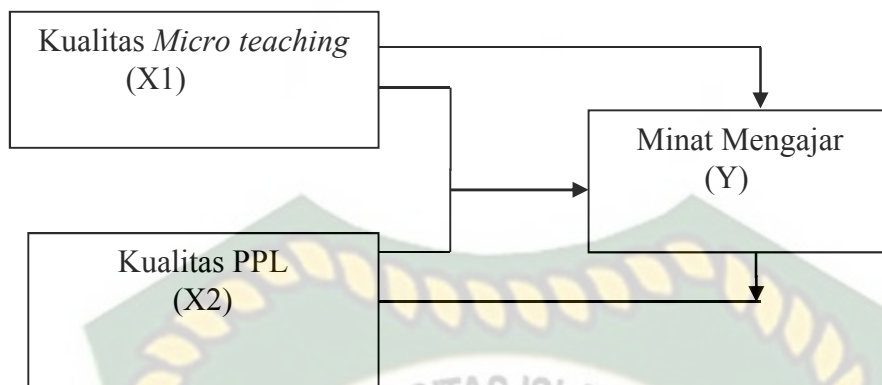 Kualitas Micro teaching
(X1)
Minat Mengajar
(Y)
Kualitas PPL
(X2)